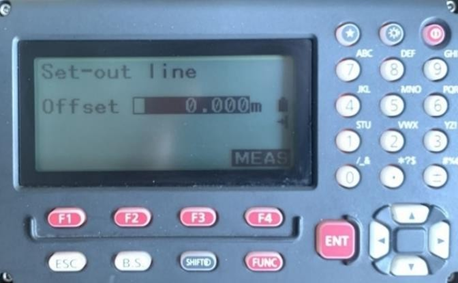 Set-out line
Offset 0.000m
MEAS
ABC DEF GHI
7 8 9
JKL MNO PQR
4 5 6
STU VWX YZ!
1 2 3
/_& *?$ #%
0 . =
F1 F2 F3 F4
ENT
ESC B.S. SHIFT FUNC